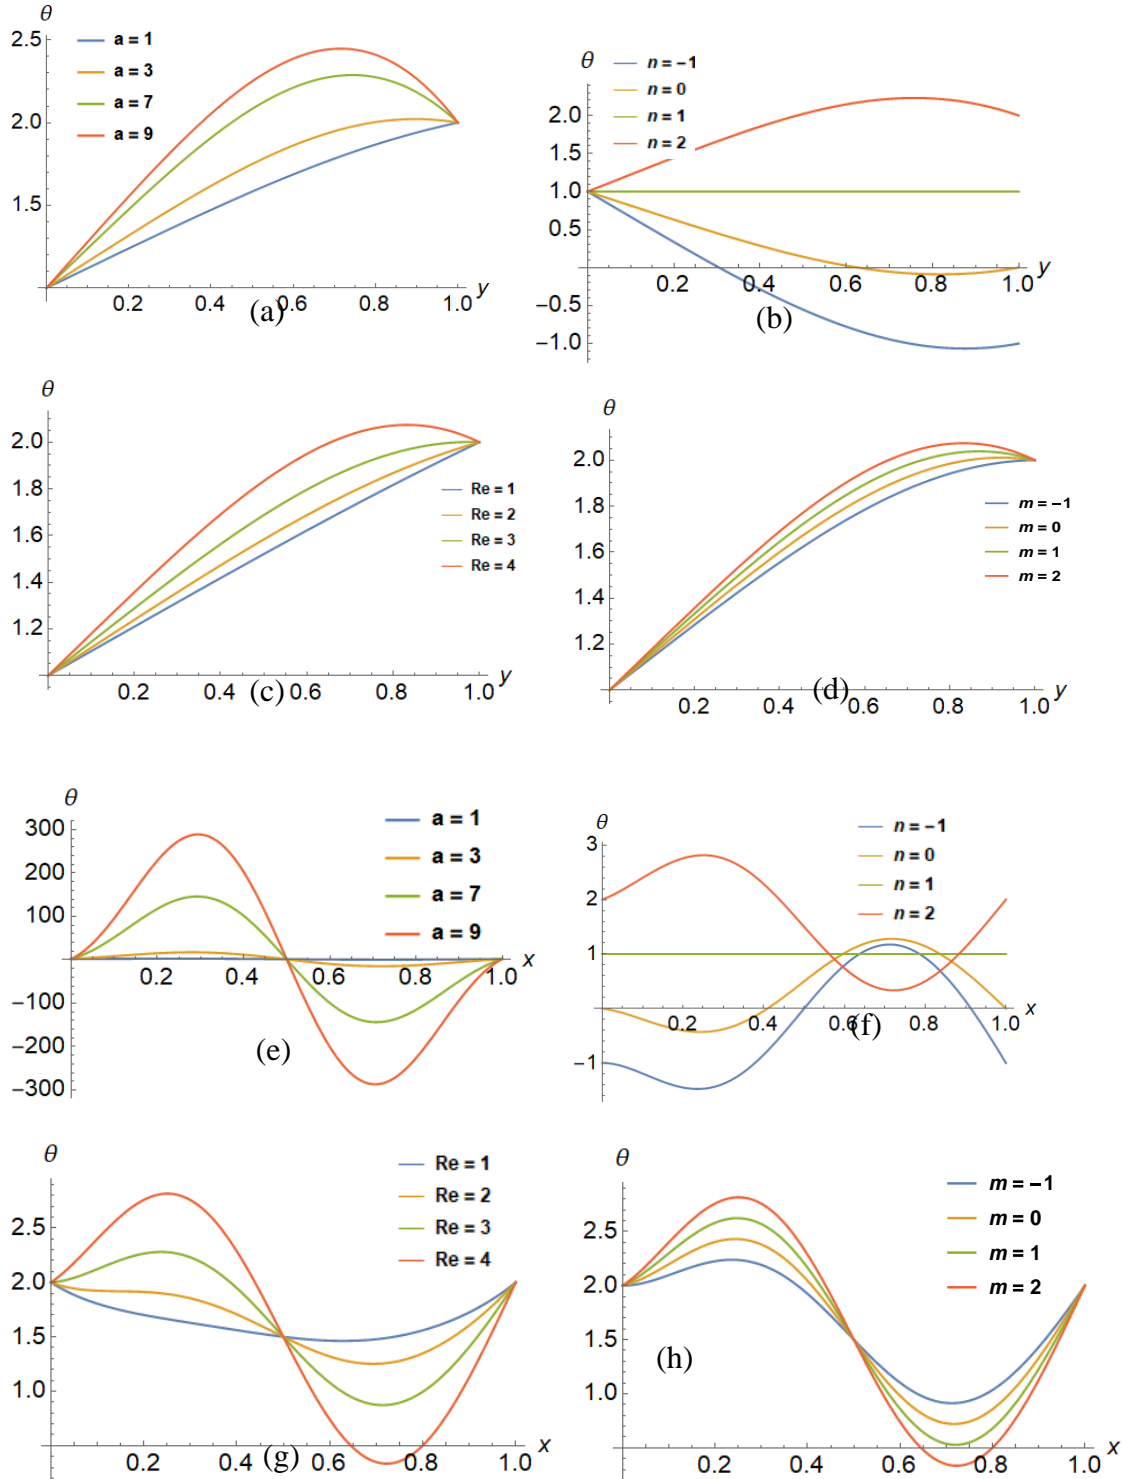 θ
2.5
2.0
1.5
a = 1
a = 3
a = 7
a = 9
0.2 0.4 0.6 0.8 1.0 y
(a)
θ
n = −1
n = 0
n = 1
n = 2
2.0
1.5
1.0
0.5
−0.5
−1.0
0.2 0.4 0.6 0.8 1.0 y
(b)
θ
2.0
1.8
1.6
1.4
1.2
Re = 1
Re = 2
Re = 3
Re = 4
0.2 0.4 0.6 0.8 1.0 y
(c)
θ
2.0
1.8
1.6
1.4
1.2
m = −1
m = 0
m = 1
m = 2
0.2 0.4 0.6 0.8 1.0 y
(d)
θ
300
200
100
−100
−200
−300
a = 1
a = 3
a = 7
a = 9
0.2 0.4 0.6 0.8 1.0 x
(e)
θ
3
2
1
−1
n = −1
n = 0
n = 1
n = 2
0.2 0.4 0.6 0.8 1.0 x
(f)
θ
2.5
2.0
1.5
1.0
Re = 1
Re = 2
Re = 3
Re = 4
0.2 0.4 0.6 0.8 1.0 x
(g)
θ
2.5
2.0
1.5
1.0
m = −1
m = 0
m = 1
m = 2
0.2 0.4 0.6 0.8 1.0 x
(h)